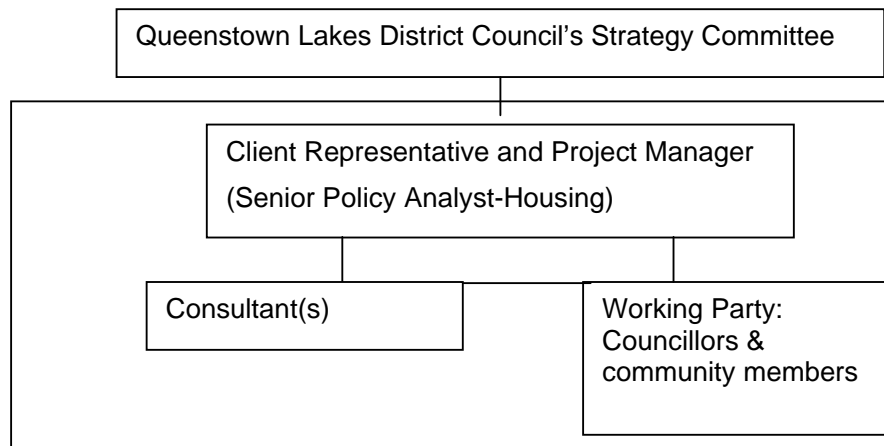 Queenstown Lakes District Council’s Strategy Committee
Client Representative and Project Manager
(Senior Policy Analyst-Housing)
Consultant(s)
Working Party:
Councillors &
community members